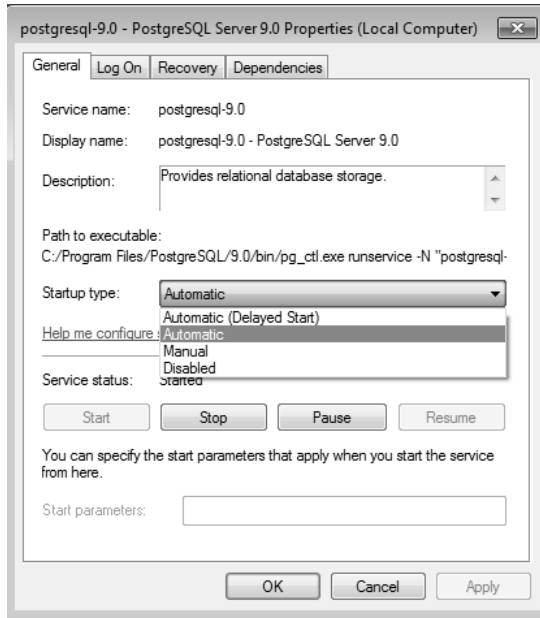 postgresql-9.0 - PostgreSQL Server 9.0 Properties (Local Computer)
General Log On Recovery Dependencies
Service name: postgresql-9.0
Display name: postgresql-9.0 - PostgreSQL Server 9.0
Description: Provides relational database storage.
Path to executable:
C:/Program Files/PostgreSQL/9.0/bin/pg_ctl.exe runservice -N "postgresql-
Startup type: Automatic
Automatic (Delayed Start)
Help me configure Automatic
Manual
Disabled
Service status: Started
Start Stop Pause Resume
You can specify the start parameters that apply when you start the service
from here.
Start parameters:
OK Cancel Apply